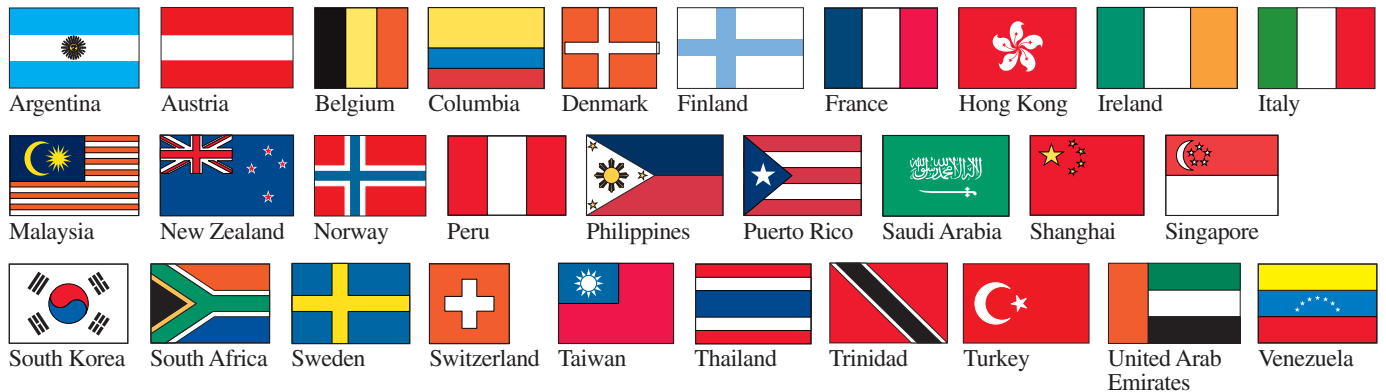 Argentina Austria Belgium Columbia Denmark Finland France Hong Kong Ireland Italy
Malaysia New Zealand Norway Peru Philippines Puerto Rico Saudi Arabia Shanghai Singapore
South Korea South Africa Sweden Switzerland Taiwan Thailand Trinidad Turkey United Arab Venezuela
Emirates